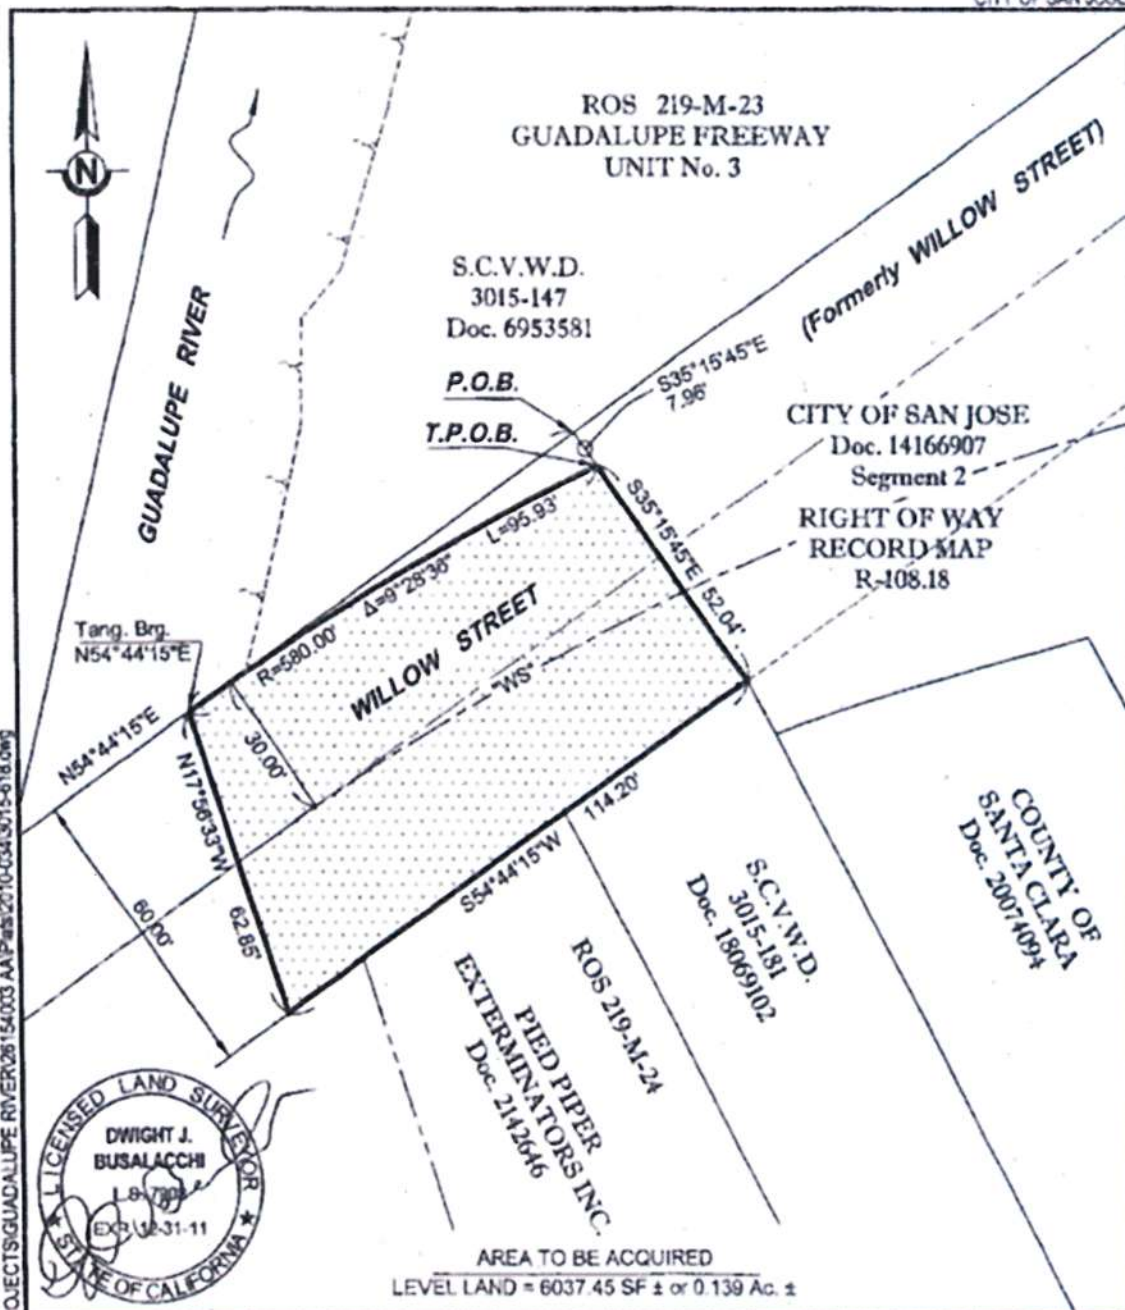 ROS 219-M-23
GUADALUPE FREEWAY
UNIT No. 3
N
(Formerly WILLOW STREET)
S.C.V.W.D.
3015-147
Doc. 6953581
GUADALUPE RIVER
P.O.B.
S35°15'45"E
7.96'
T.P.O.B.
CITY OF SAN JOSE
Doc. 14166907
Segment 2
RIGHT OF WAY
RECORD MAP
R-108.18
S35°15'45"E 52.04'
R=580.00' Δ=9°28'36" L=95.93'
WILLOW STREET
"WS"
Tang. Brg.
N54°44'15"E
N54°44'15"E
30.00'
N17°56'33"W 62.85'
60.00'
S54°44'15"W 114.20'
COUNTY OF
SANTA CLARA
Doc. 20074094
S.C.V.W.D.
3015-181
Doc. 18069102
ROS 219-M-24
PIED PIPER
EXTERMINATORS INC.
Doc. 2142646
LICENSED LAND SURVEYOR
DWIGHT J.
BUSALACCHI
EXP. 12-31-11
STATE OF CALIFORNIA
AREA TO BE ACQUIRED
LEVEL LAND = 6037.45 SF ± or 0.139 Ac. ±